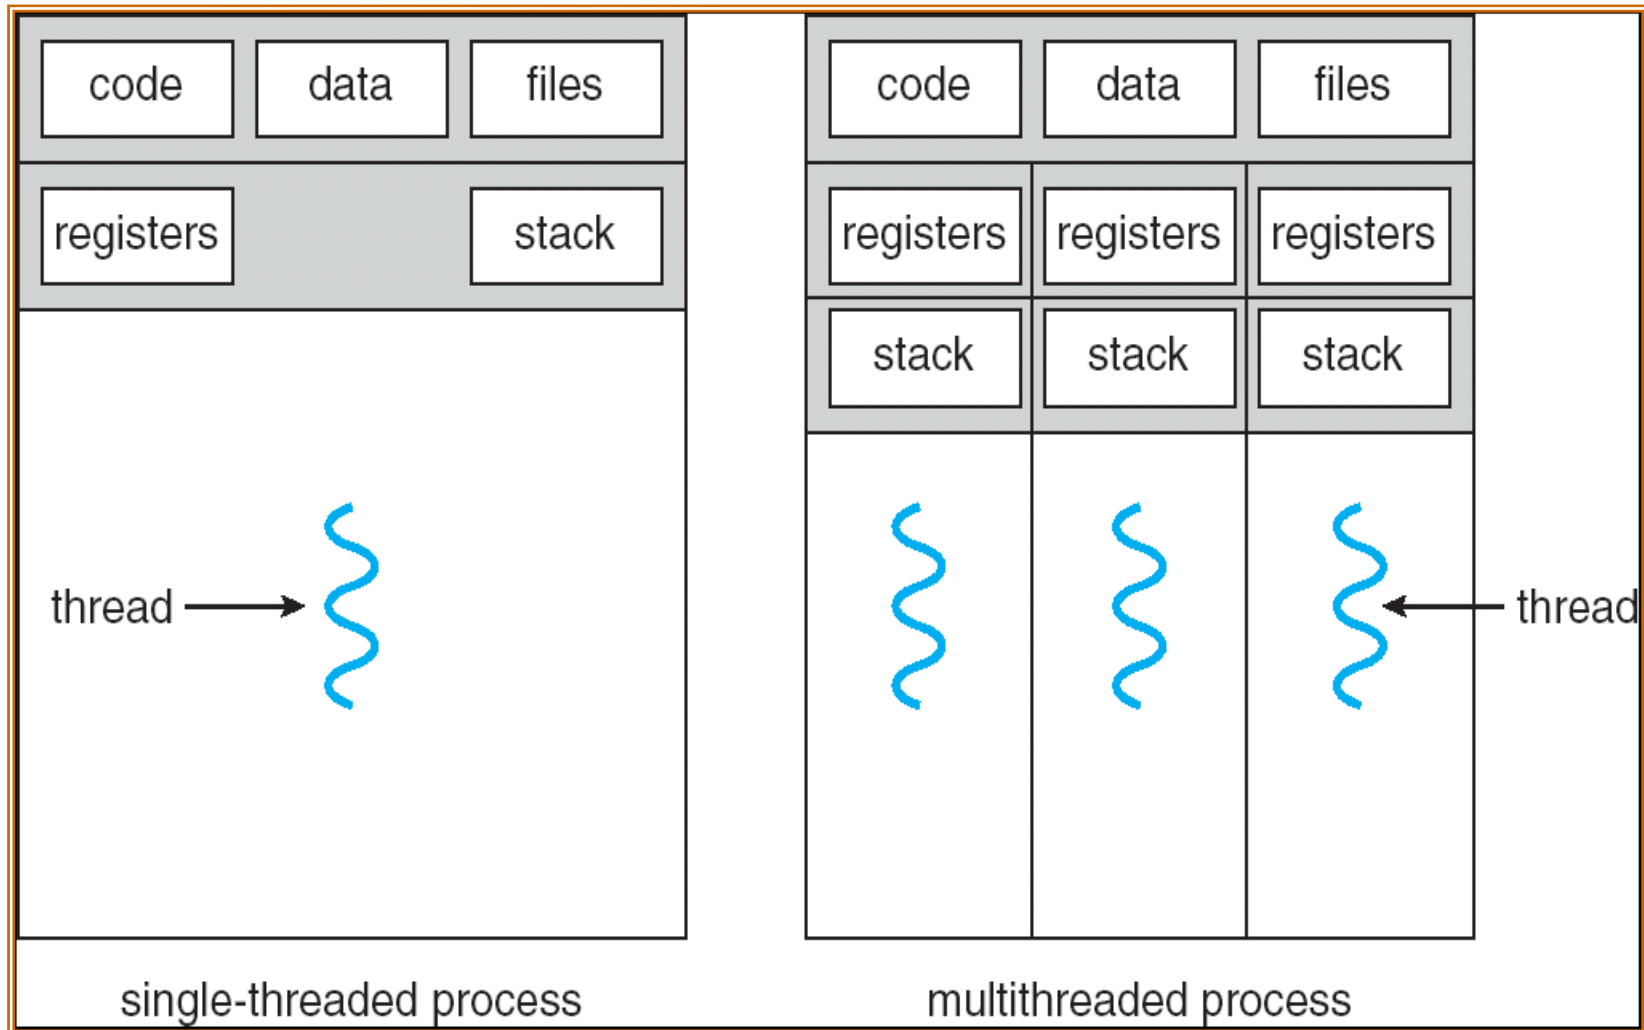 code data files
registers stack
thread
single-threaded process
code data files
registers registers registers
stack stack stack
thread
multithreaded process